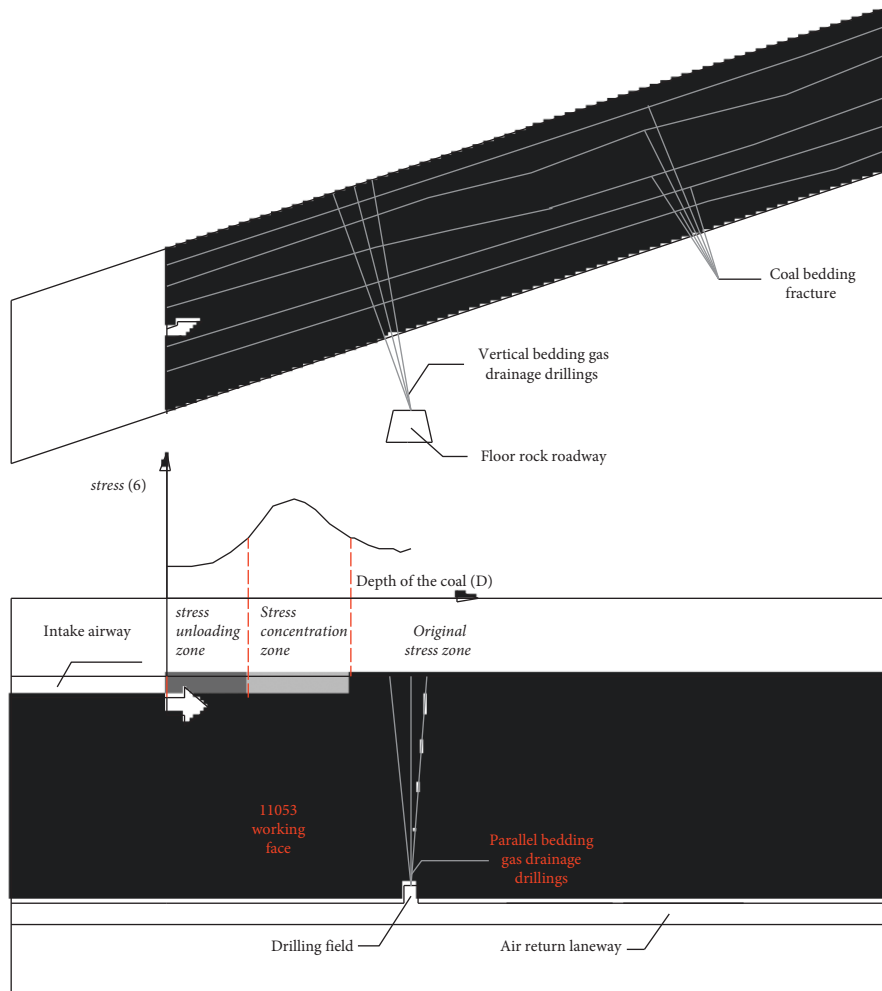 Coal bedding
fracture
Vertical bedding gas
drainage drillings
Floor rock roadway
stress (6)
Depth of the coal (D)
Intake airway
stress
unloading
zone
Stress
concentration
zone
Original
stress zone
11053
working
face
Parallel bedding
gas drainage
drillings
Drilling field
Air return laneway